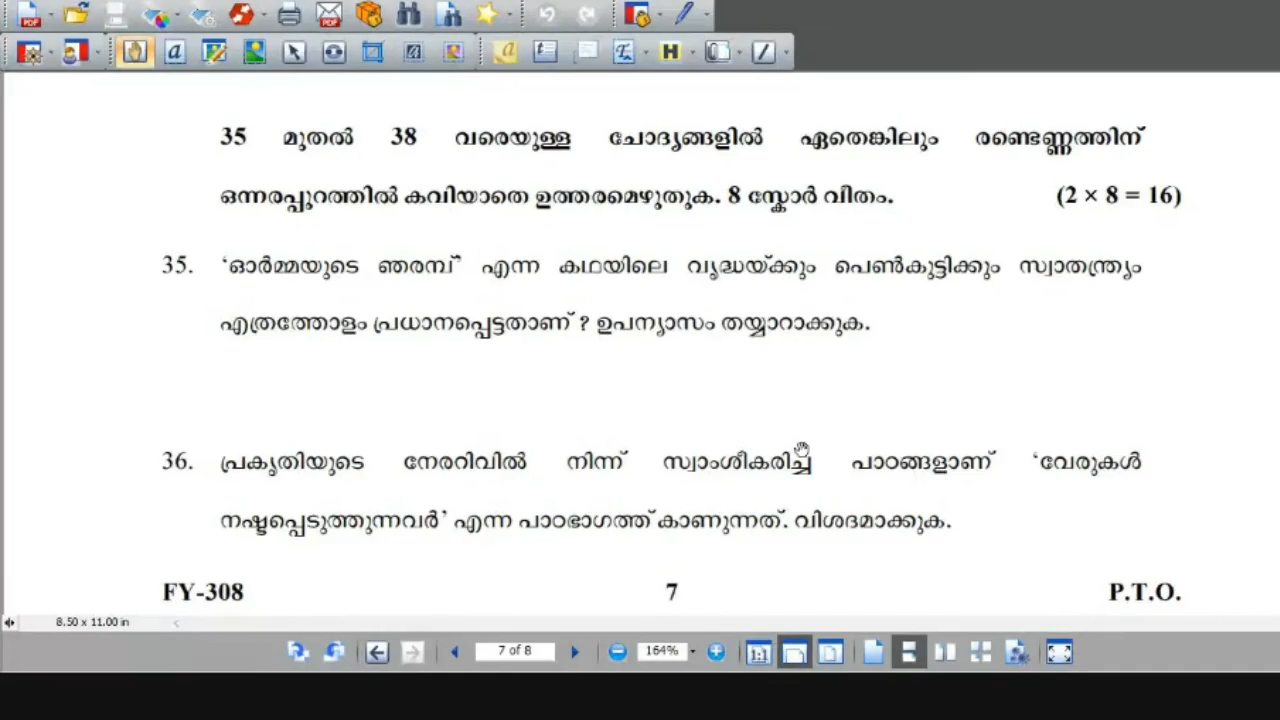 35 മുതൽ 38 വരെയുള്ള ചോദ്യങ്ങളിൽ ഏതെങ്കിലും രണ്ടെണ്ണത്തിന്
ഒന്നരപ്പുറത്തിൽ കവിയാതെ ഉത്തരമെഴുതുക. 8 സ്കോർ വീതം. (2 × 8 = 16)
35. ‘ഓർമ്മയുടെ ഞരമ്പ്’ എന്ന കഥയിലെ വൃദ്ധയ്ക്കും പെൺകുട്ടിക്കും സ്വാതന്ത്ര്യം
എത്രത്തോളം പ്രധാനപ്പെട്ടതാണ് ? ഉപന്യാസം തയ്യാറാക്കുക.
36. പ്രകൃതിയുടെ നേരറിവിൽ നിന്ന് സ്വാംശീകരിച്ച പാഠങ്ങളാണ് ‘വേരുകൾ
നഷ്ടപ്പെടുത്തുന്നവർ’ എന്ന പാഠഭാഗത്ത് കാണുന്നത്. വിശദമാക്കുക.
FY-308 7 P.T.O.
8.50 x 11.00 in
7 of 8 164% 1:1